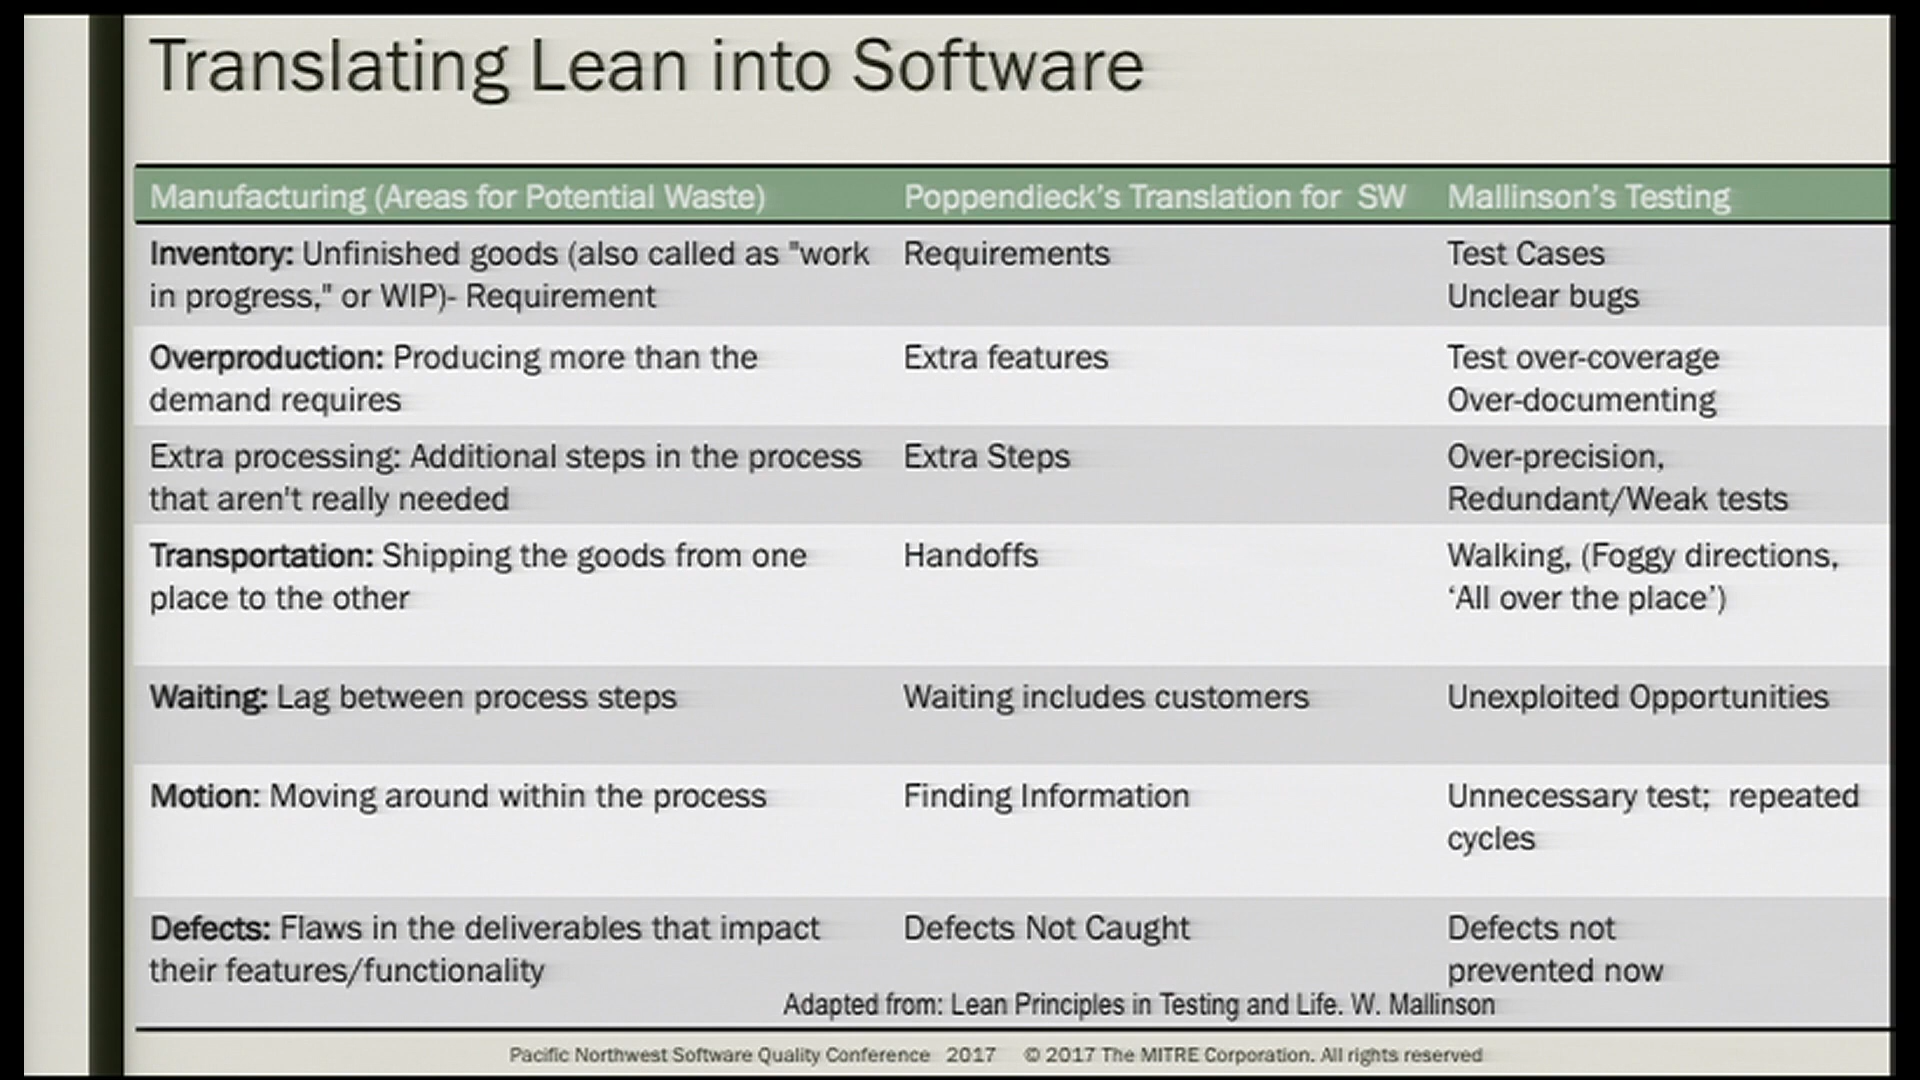 Translating Lean into Software
Manufacturing (Areas for Potential Waste) Poppendieck's Translation for SW Mallinson's Testing
Inventory: Unfinished goods (also called as "work Requirements Test Cases
in progress," or WIP)- Requirement Unclear bugs
Overproduction: Producing more than the Extra features Test over-coverage
demand requires Over-documenting
Extra processing: Additional steps in the process Extra Steps Over-precision,
that aren't really needed Redundant/Weak tests
Transportation: Shipping the goods from one Handoffs Walking, (Foggy directions,
place to the other ‘All over the place’)
Waiting: Lag between process steps Waiting includes customers Unexploited Opportunities
Motion: Moving around within the process Finding Information Unnecessary test; repeated
cycles
Defects: Flaws in the deliverables that impact Defects Not Caught Defects not
their features/functionality prevented now
Adapted from: Lean Principles in Testing and Life. W. Mallinson
Pacific Northwest Software Quality Conference 2017 © 2017 The MITRE Corporation. All rights reserved